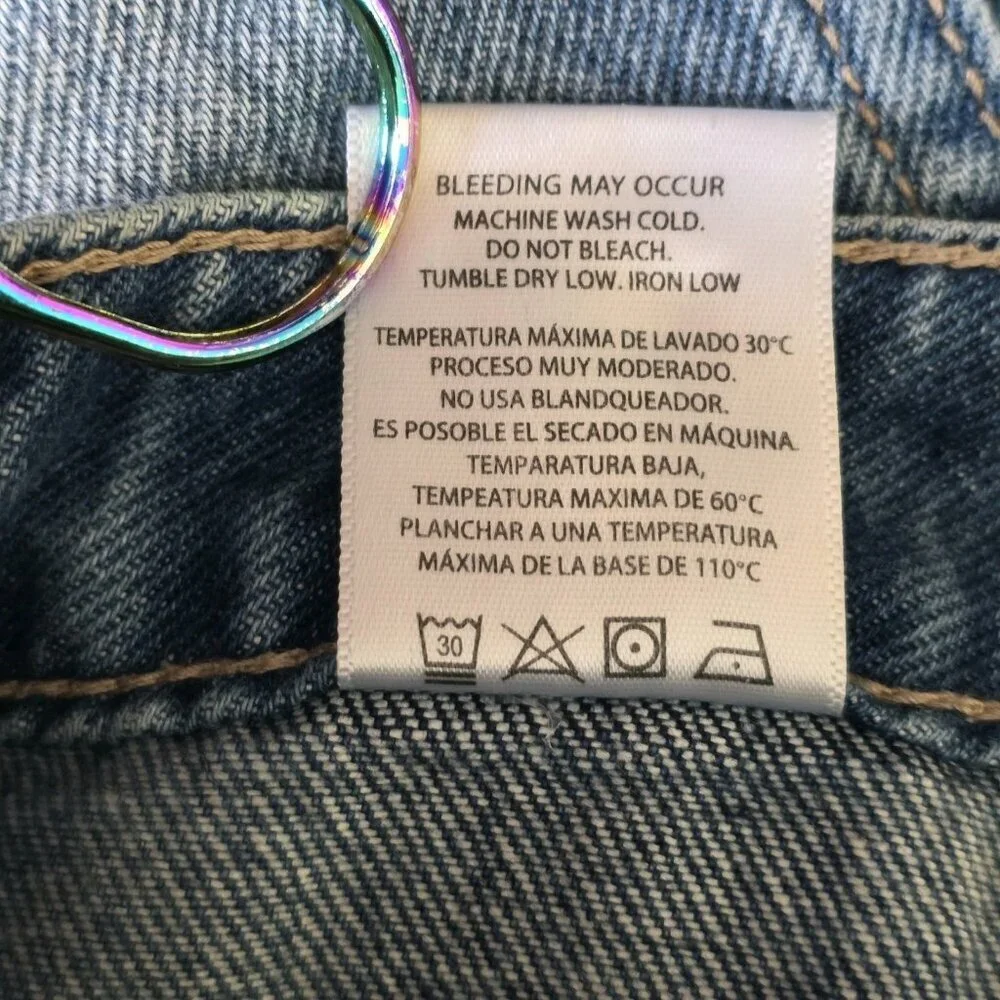 BLEEDING MAY OCCUR
MACHINE WASH COLD.
DO NOT BLEACH.
TUMBLE DRY LOW. IRON LOW
TEMPERATURA MÁXIMA DE LAVADO 30°C
PROCESO MUY MODERADO.
NO USA BLANDQUEADOR.
ES POSOBLE EL SECADO EN MÁQUINA.
TEMPARATURA BAJA,
TEMPEATURA MAXIMA DE 60°C
PLANCHAR A UNA TEMPERATURA
MÁXIMA DE LA BASE DE 110°C
30